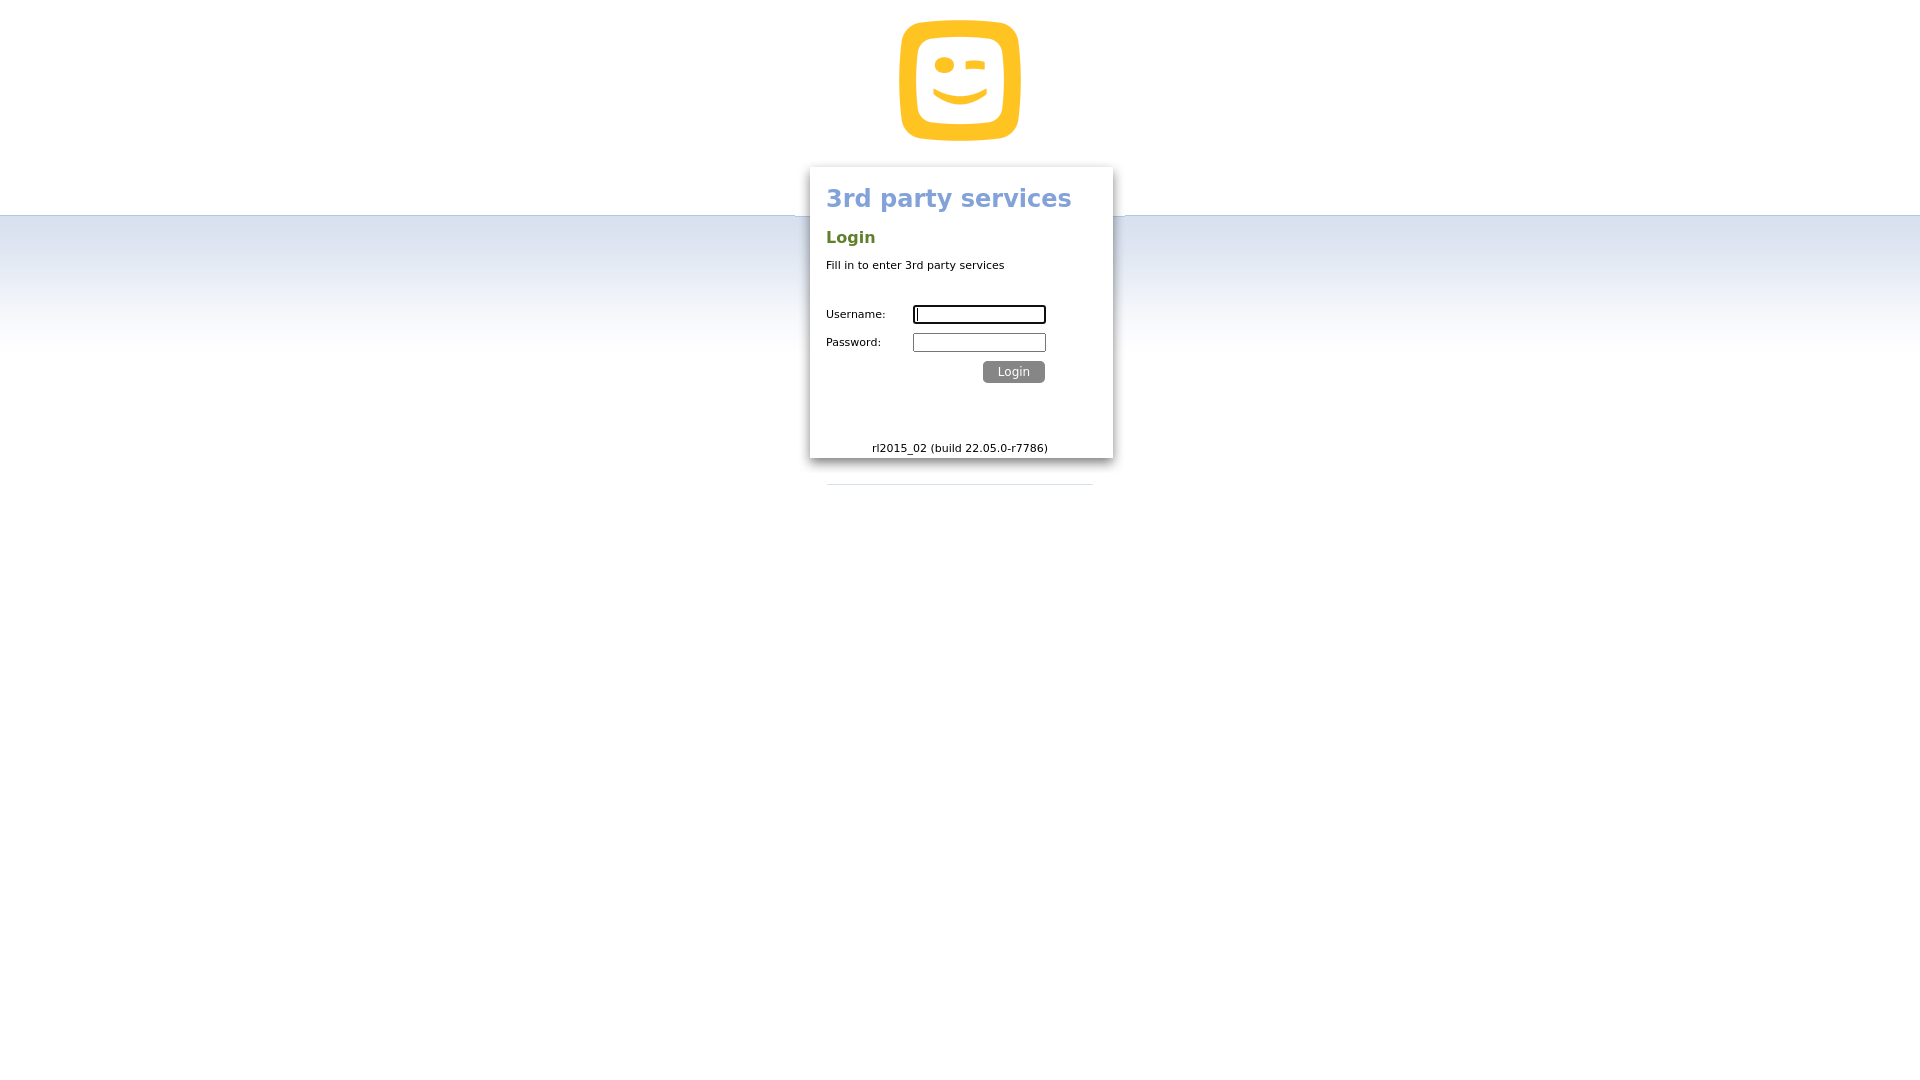 3rd party services
Login
Fill in to enter 3rd party services
Username:
Password:
Login
rl2015_02 (build 22.05.0-r7786)